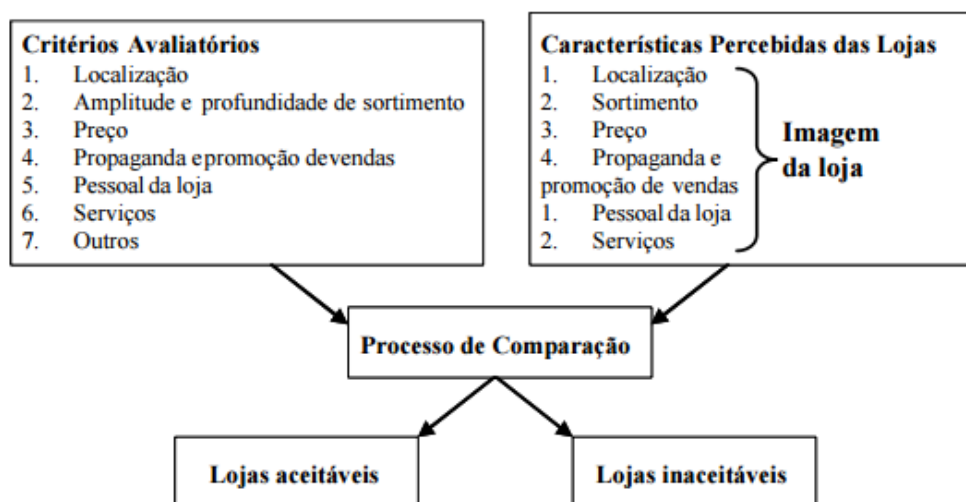 Critérios Avaliatórios
1. Localização
2. Amplitude e profundidade de sortimento
3. Preço
4. Propaganda epromoção devendas
5. Pessoal da loja
6. Serviços
7. Outros
Características Percebidas das Lojas
1. Localização
2. Sortimento
3. Preço
4. Propaganda e
promoção de vendas
1. Pessoal da loja
2. Serviços
Imagem
da loja
Processo de Comparação
Lojas aceitáveis
Lojas inaceitáveis